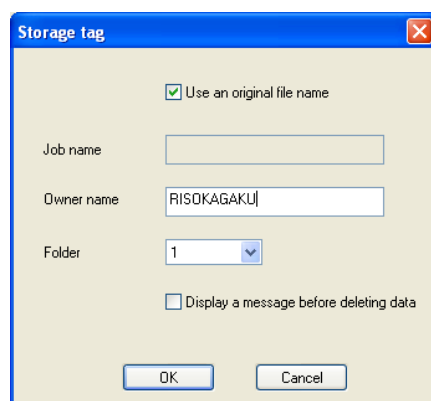 Storage tag
Use an original file name
Job name
Owner name RISOKAGAKU
Folder 1
Display a message before deleting data
OK Cancel